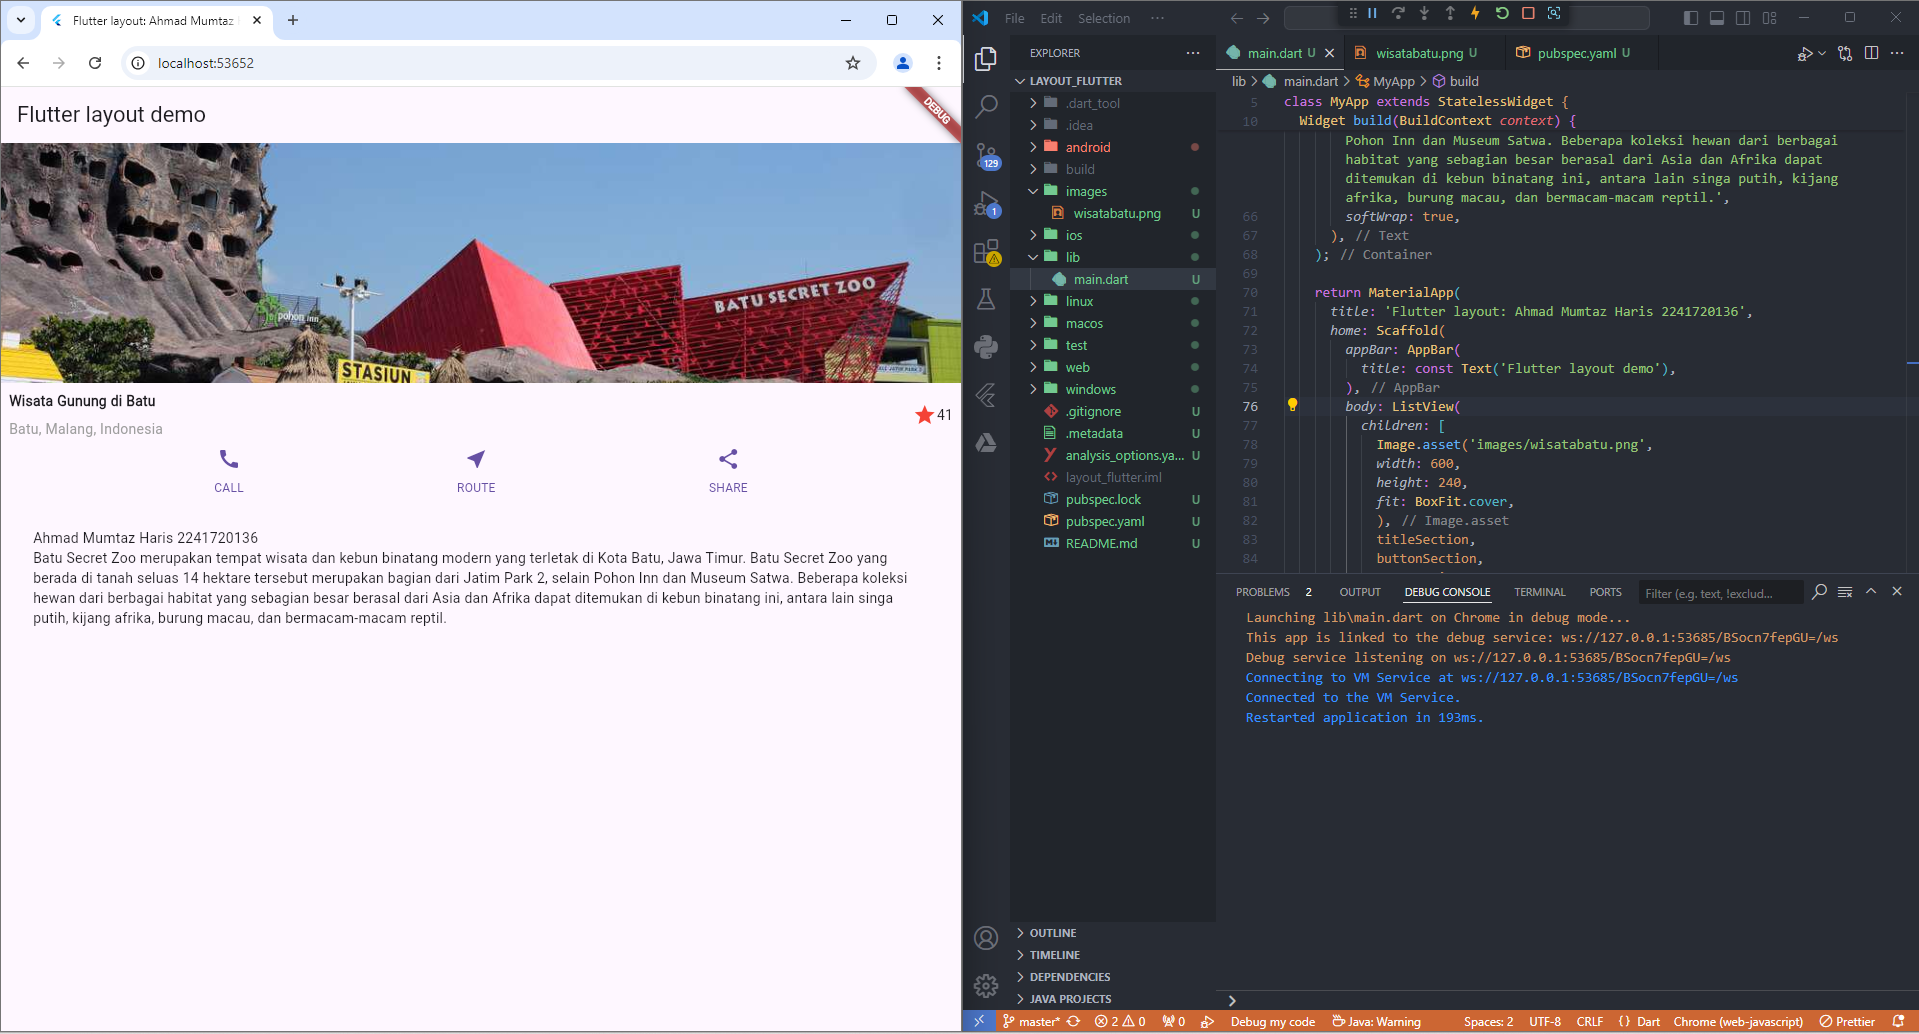 Flutter layout: Ahmad Mumtaz
localhost:53652
Flutter layout demo
DEBUG
BATU SECRET ZOO
pohon inn
STASIUN
Wisata Gunung di Batu
Batu, Malang, Indonesia
41
CALL
ROUTE
SHARE
Ahmad Mumtaz Haris 2241720136
Batu Secret Zoo merupakan tempat wisata dan kebun binatang modern yang terletak di Kota Batu, Jawa Timur. Batu Secret Zoo yang
berada di tanah seluas 14 hektare tersebut merupakan bagian dari Jatim Park 2, selain Pohon Inn dan Museum Satwa. Beberapa koleksi
hewan dari berbagai habitat yang sebagian besar berasal dari Asia dan Afrika dapat ditemukan di kebun binatang ini, antara lain singa
putih, kijang afrika, burung macau, dan bermacam-macam reptil.
File Edit Selection ···
EXPLORER
LAYOUT_FLUTTER
.dart_tool
.idea
android
build
images
wisatabatu.png U
ios
lib
main.dart U
linux
macos
test
web
windows
.gitignore U
.metadata U
analysis_options.ya... U
layout_flutter.iml
pubspec.lock U
pubspec.yaml U
README.md U
129
1
OUTLINE
TIMELINE
DEPENDENCIES
JAVA PROJECTS
main.dart U
wisatabatu.png U
pubspec.yaml U
lib > main.dart > MyApp > build
5 class MyApp extends StatelessWidget {
10 Widget build(BuildContext context) {
Pohon Inn dan Museum Satwa. Beberapa koleksi hewan dari berbagai
habitat yang sebagian besar berasal dari Asia dan Afrika dapat
ditemukan di kebun binatang ini, antara lain singa putih, kijang
afrika, burung macau, dan bermacam-macam reptil.',
66 softWrap: true,
67 ), // Text
68 ); // Container
69
70 return MaterialApp(
71 title: 'Flutter layout: Ahmad Mumtaz Haris 2241720136',
72 home: Scaffold(
73 appBar: AppBar(
74 title: const Text('Flutter layout demo'),
75 ), // AppBar
76 body: ListView(
77 children: [
78 Image.asset('images/wisatabatu.png',
79 width: 600,
80 height: 240,
81 fit: BoxFit.cover,
82 ), // Image.asset
83 titleSection,
84 buttonSection,
PROBLEMS 2 OUTPUT DEBUG CONSOLE TERMINAL PORTS Filter (e.g. text, !exclud...
Launching lib\main.dart on Chrome in debug mode...
This app is linked to the debug service: ws://127.0.0.1:53685/BSocn7fepGU=/ws
Debug service listening on ws://127.0.0.1:53685/BSocn7fepGU=/ws
Connecting to VM Service at ws://127.0.0.1:53685/BSocn7fepGU=/ws
Connected to the VM Service.
Restarted application in 193ms.
master* 2 0 0 Debug my code Java: Warning Spaces: 2 UTF-8 CRLF {} Dart Chrome (web-javascript) Prettier